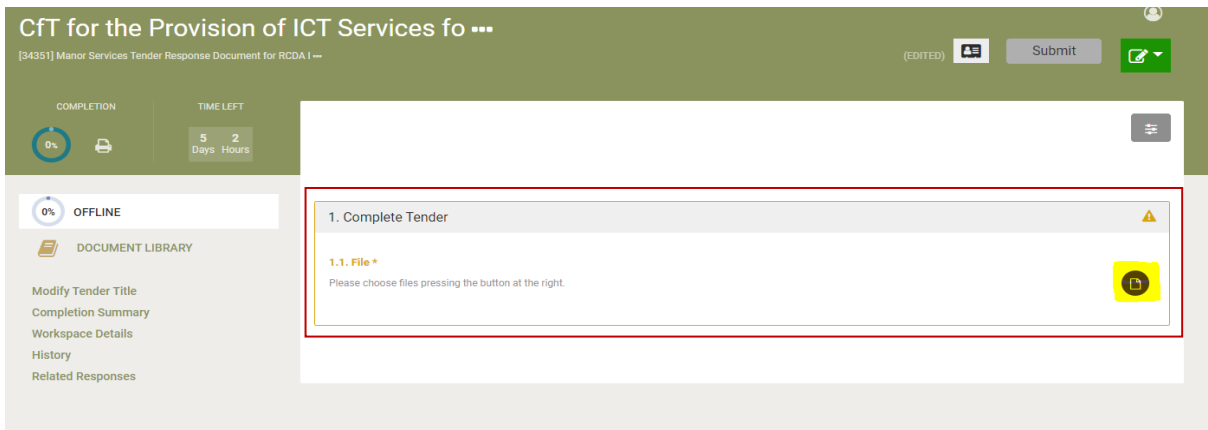 CfT for the Provision of ICT Services fo ...
[34351] Manor Services Tender Response Document for RCDA I ...
(EDITED)
Submit
COMPLETION
TIME LEFT
0%
5 2
Days Hours
0% OFFLINE
DOCUMENT LIBRARY
Modify Tender Title
Completion Summary
Workspace Details
History
Related Responses
1. Complete Tender
1.1. File *
Please choose files pressing the button at the right.